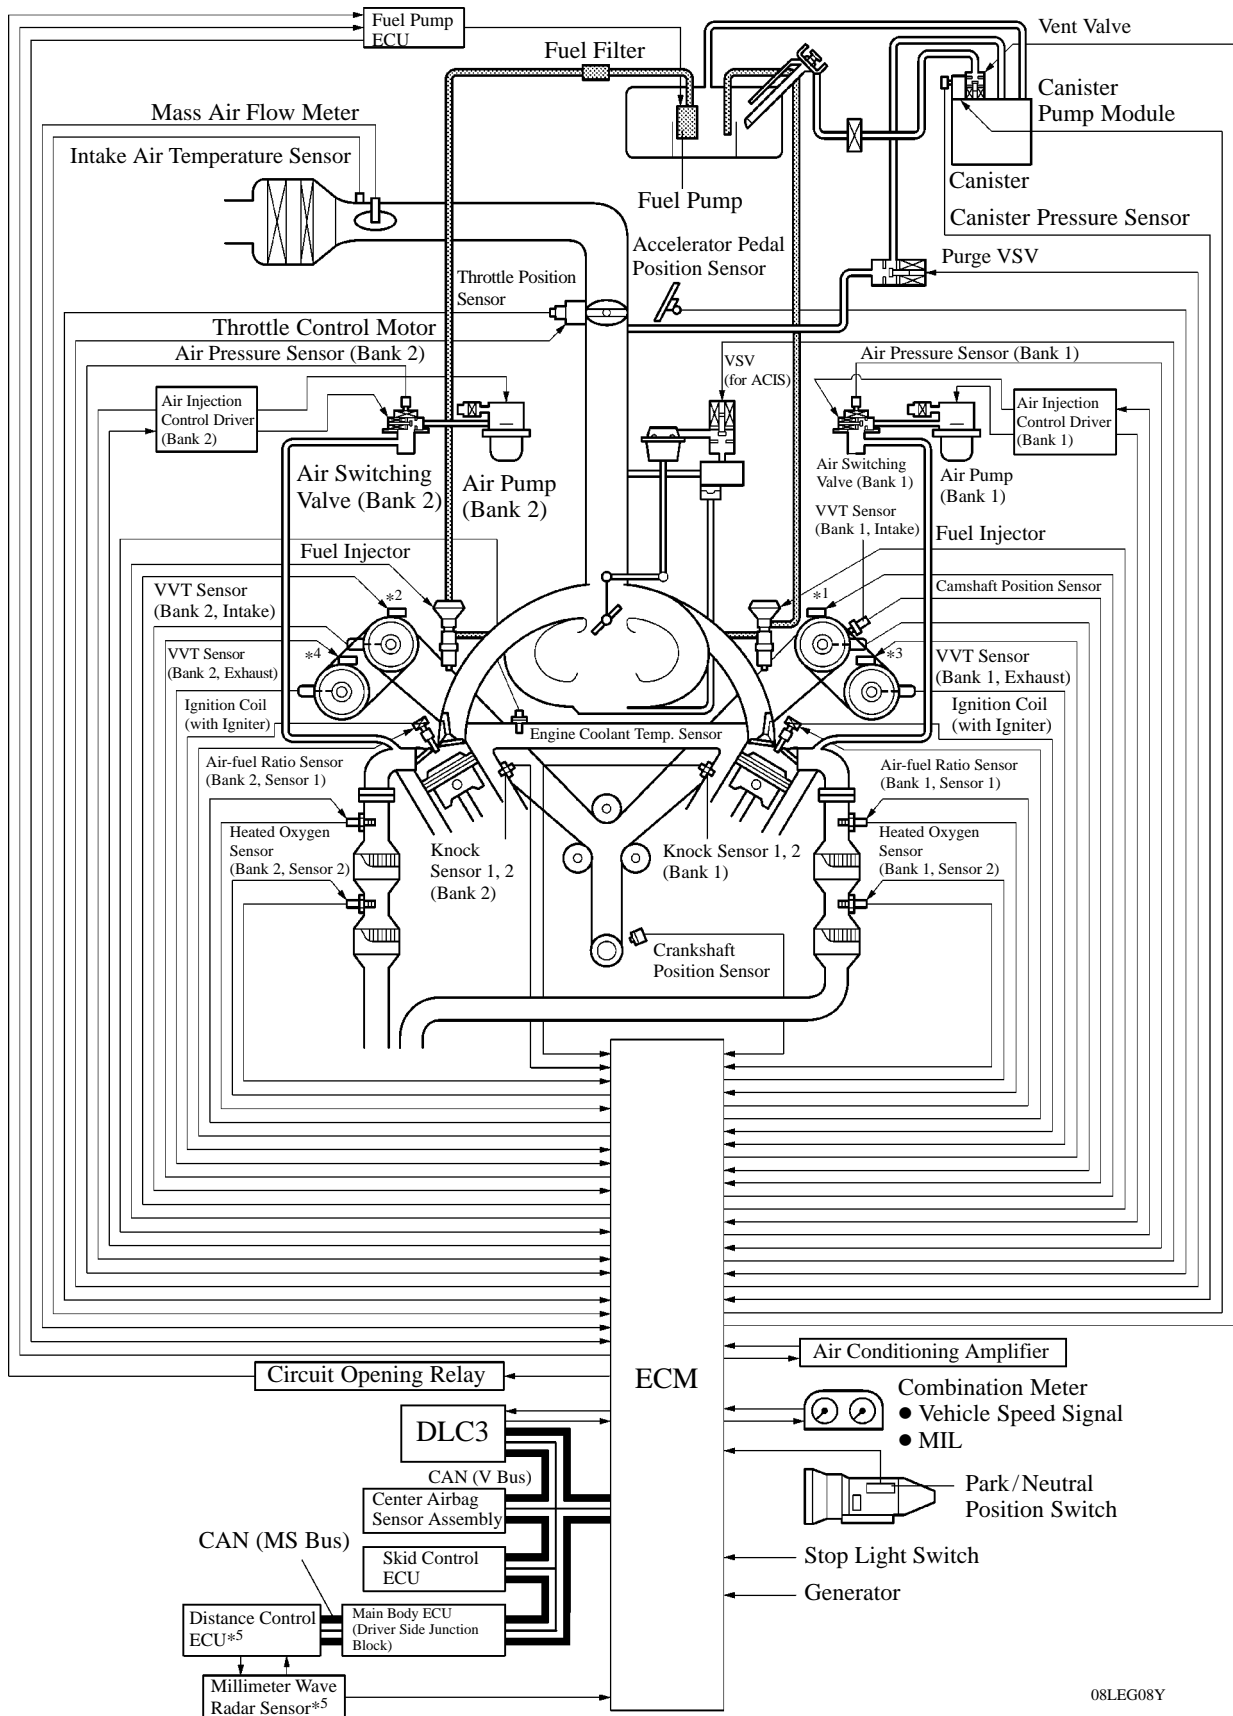 Fuel Pump
ECU
Vent Valve
Fuel Filter
Canister
Pump Module
Mass Air Flow Meter
Intake Air Temperature Sensor
Canister
Fuel Pump
Canister Pressure Sensor
Accelerator Pedal
Position Sensor
Purge VSV
Throttle Position
Sensor
Throttle Control Motor
Air Pressure Sensor (Bank 2)
Air Pressure Sensor (Bank 1)
VSV
(for ACIS)
Air Injection
Control Driver
(Bank 2)
Air Injection
Control Driver
(Bank 1)
Air Switching
Valve (Bank 2)
Air Pump
(Bank 2)
Air Switching
Valve (Bank 1)
Air Pump
(Bank 1)
VVT Sensor
(Bank 1, Intake)
Fuel Injector
Fuel Injector
VVT Sensor
(Bank 2, Intake)
*2
*1
Camshaft Position Sensor
VVT Sensor
(Bank 2, Exhaust)
*4
*3
VVT Sensor
(Bank 1, Exhaust)
Ignition Coil
(with Igniter)
Ignition Coil
(with Igniter)
Engine Coolant Temp. Sensor
Air-fuel Ratio Sensor
(Bank 2, Sensor 1)
Air-fuel Ratio Sensor
(Bank 1, Sensor 1)
Heated Oxygen
Sensor
(Bank 2, Sensor 2)
Heated Oxygen
Sensor
(Bank 1, Sensor 2)
Knock
Sensor 1, 2
(Bank 2)
Knock Sensor 1, 2
(Bank 1)
Crankshaft
Position Sensor
ECM
Air Conditioning Amplifier
Circuit Opening Relay
Combination Meter
● Vehicle Speed Signal
● MIL
DLC3
CAN (V Bus)
Park/Neutral
Position Switch
Center Airbag
Sensor Assembly
CAN (MS Bus)
Skid Control
ECU
Stop Light Switch
Generator
Distance Control
ECU*5
Main Body ECU
(Driver Side Junction
Block)
Millimeter Wave
Radar Sensor*5
08LEG08Y